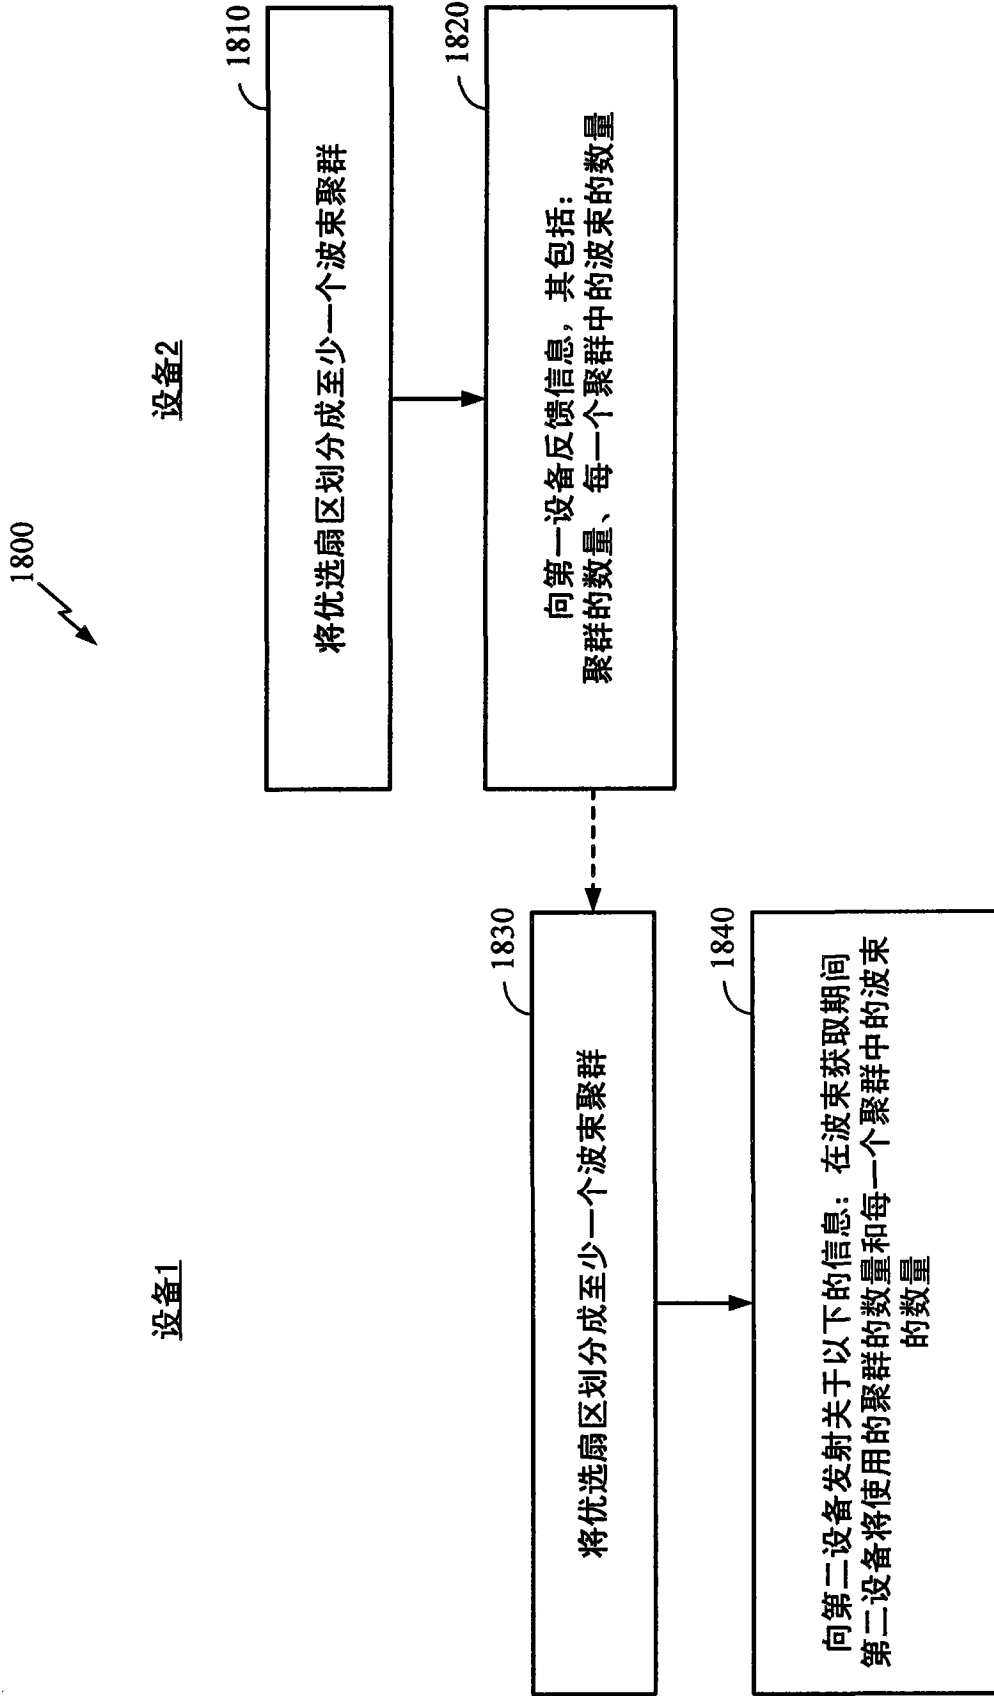 1800
设备1
设备2
1810
将优选扇区划分成至少一个波束聚群
1820
向第一设备反馈信息，其包括：
聚群的数量、每一个聚群中的波束的数量
1830
将优选扇区划分成至少一个波束聚群
1840
向第二设备发射关于以下的信息：在波束获取期间
第二设备将使用的聚群的数量和每一个聚群中的波束
的数量